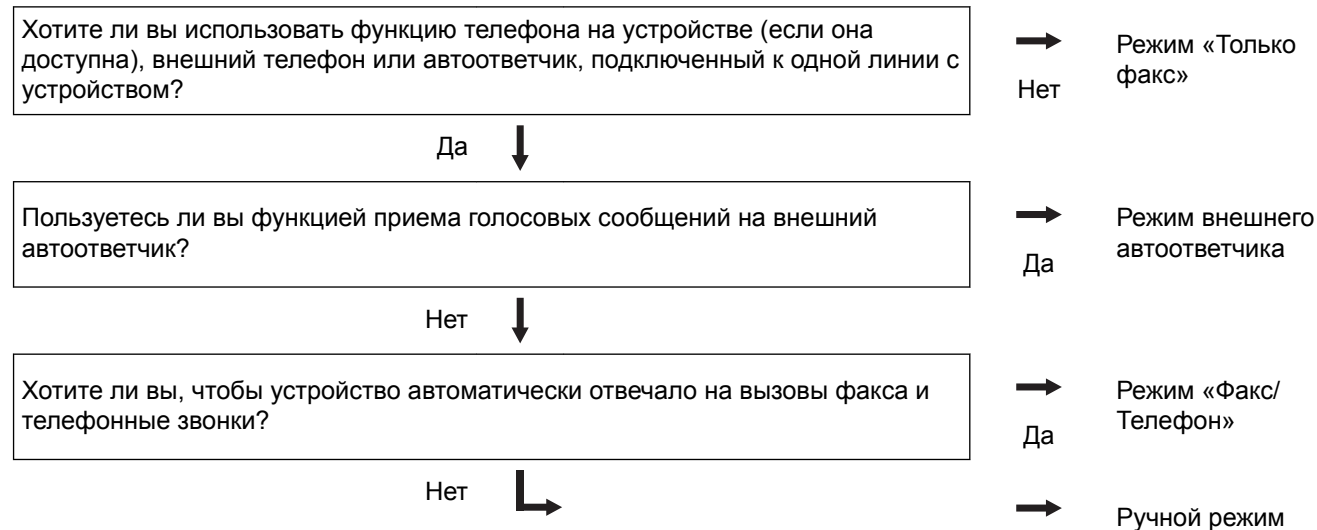 Хотите ли вы использовать функцию телефона на устройстве (если она
доступна), внешний телефон или автоответчик, подключенный к одной линии с
устройством?
Нет
Режим «Только
факс»
Да
Пользуетесь ли вы функцией приема голосовых сообщений на внешний
автоответчик?
Да
Режим внешнего
автоответчика
Нет
Хотите ли вы, чтобы устройство автоматически отвечало на вызовы факса и
телефонные звонки?
Да
Режим «Факс/
Телефон»
Нет
Ручной режим